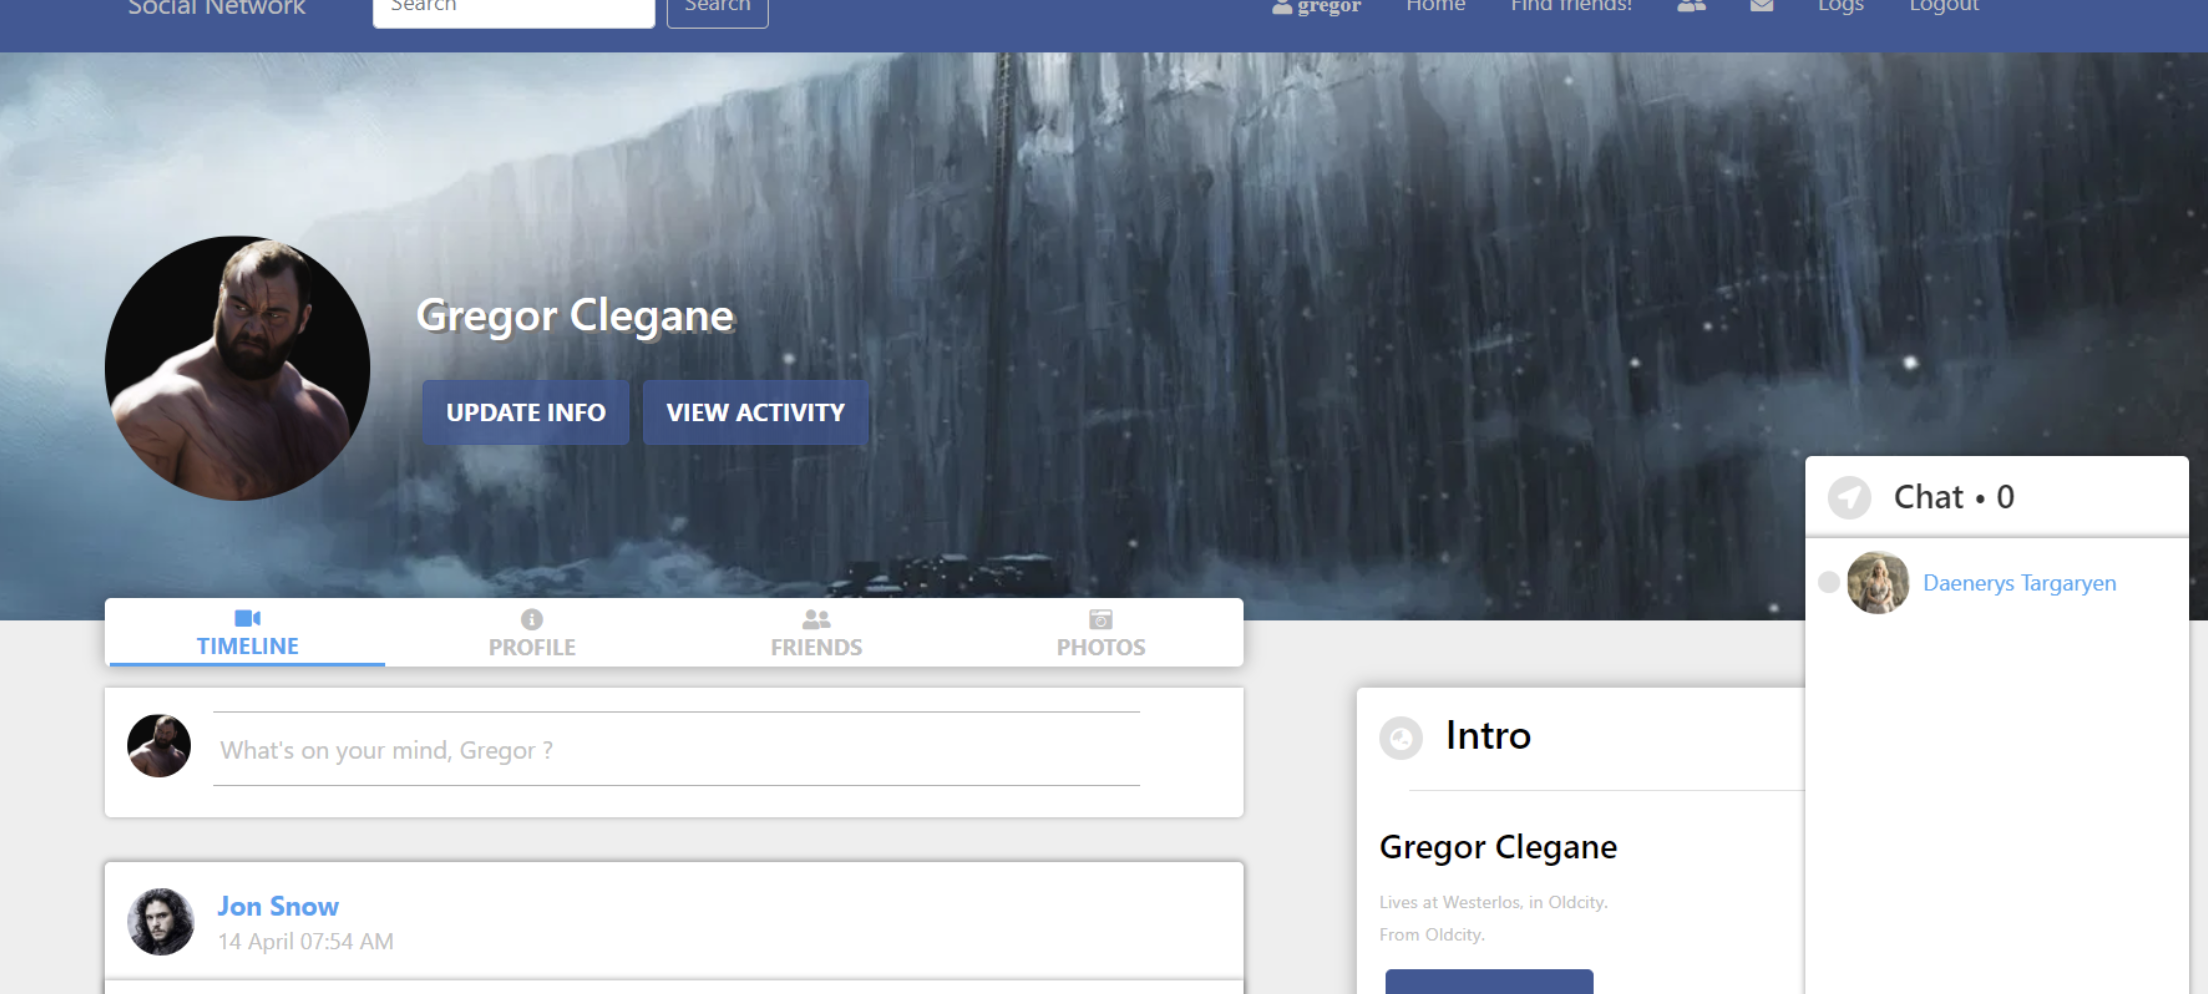 Social Network
Search
Search
gregor
Home
Find friends!
Logs
Logout
Gregor Clegane
UPDATE INFO
VIEW ACTIVITY
Chat • 0
Daenerys Targaryen
TIMELINE
PROFILE
FRIENDS
PHOTOS
What's on your mind, Gregor ?
Intro
Gregor Clegane
Lives at Westerlos, in Oldcity.
From Oldcity.
Jon Snow
14 April 07:54 AM